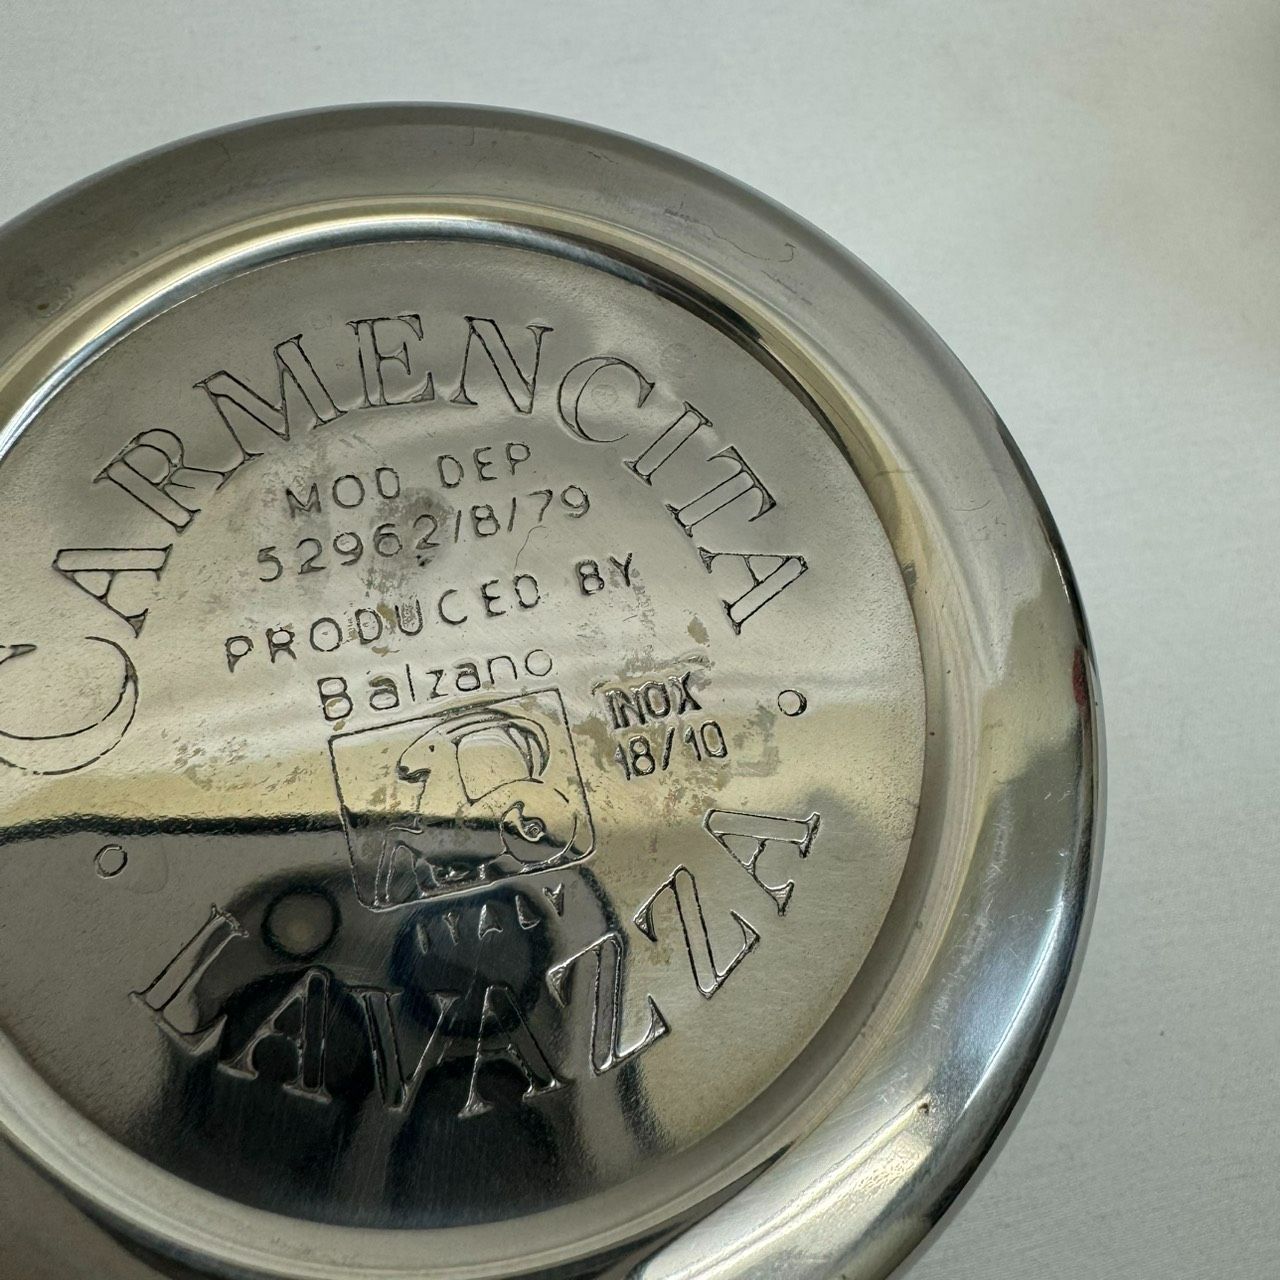 CARMENCITA
MOD DEP
52962/8/79
PRODUCED BY
Balzano
INOX
18/10
ITALY
LAVAZZA